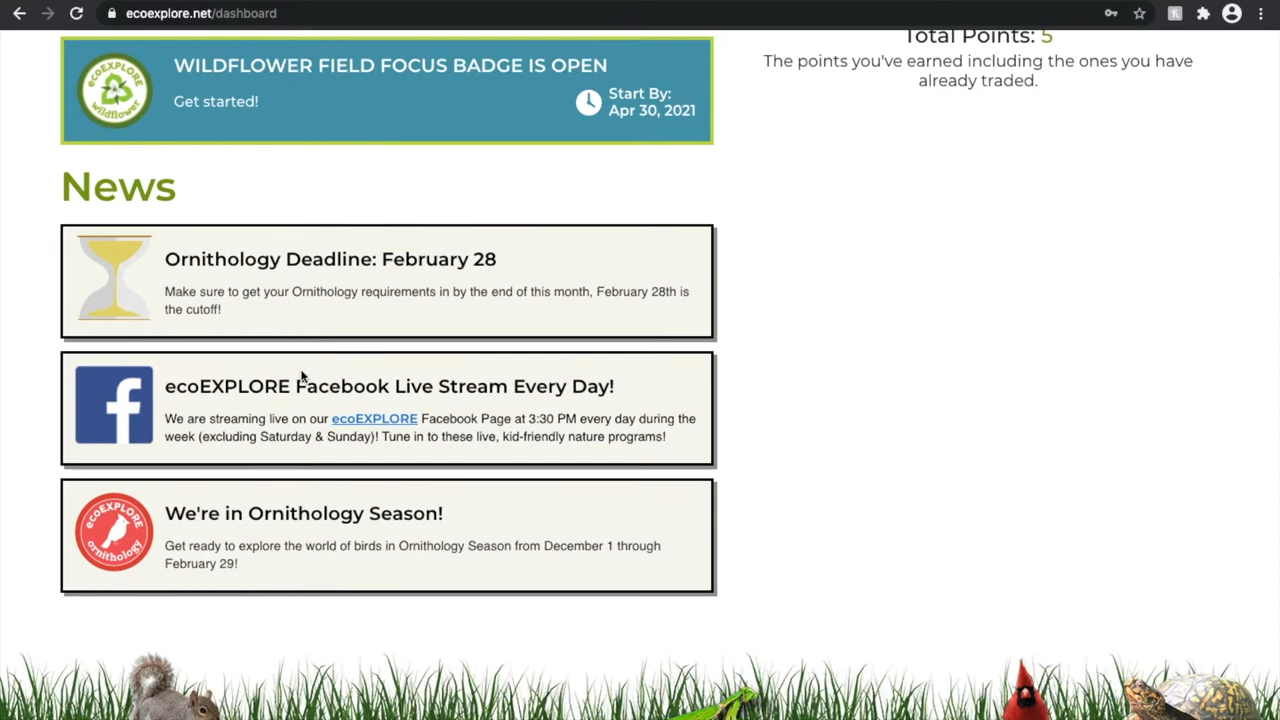 ecoexplore.net/dashboard
Total Points: 5
The points you've earned including the ones you have
already traded.
ecoEXPLORE
wildflower
WILDFLOWER FIELD FOCUS BADGE IS OPEN
Get started!
Start By:
Apr 30, 2021
News
Ornithology Deadline: February 28
Make sure to get your Ornithology requirements in by the end of this month, February 28th is
the cutoff!
f
ecoEXPLORE Facebook Live Stream Every Day!
We are streaming live on our ecoEXPLORE Facebook Page at 3:30 PM every day during the
week (excluding Saturday & Sunday)! Tune in to these live, kid-friendly nature programs!
ecoEXPLORE
ornithology
We're in Ornithology Season!
Get ready to explore the world of birds in Ornithology Season from December 1 through
February 29!